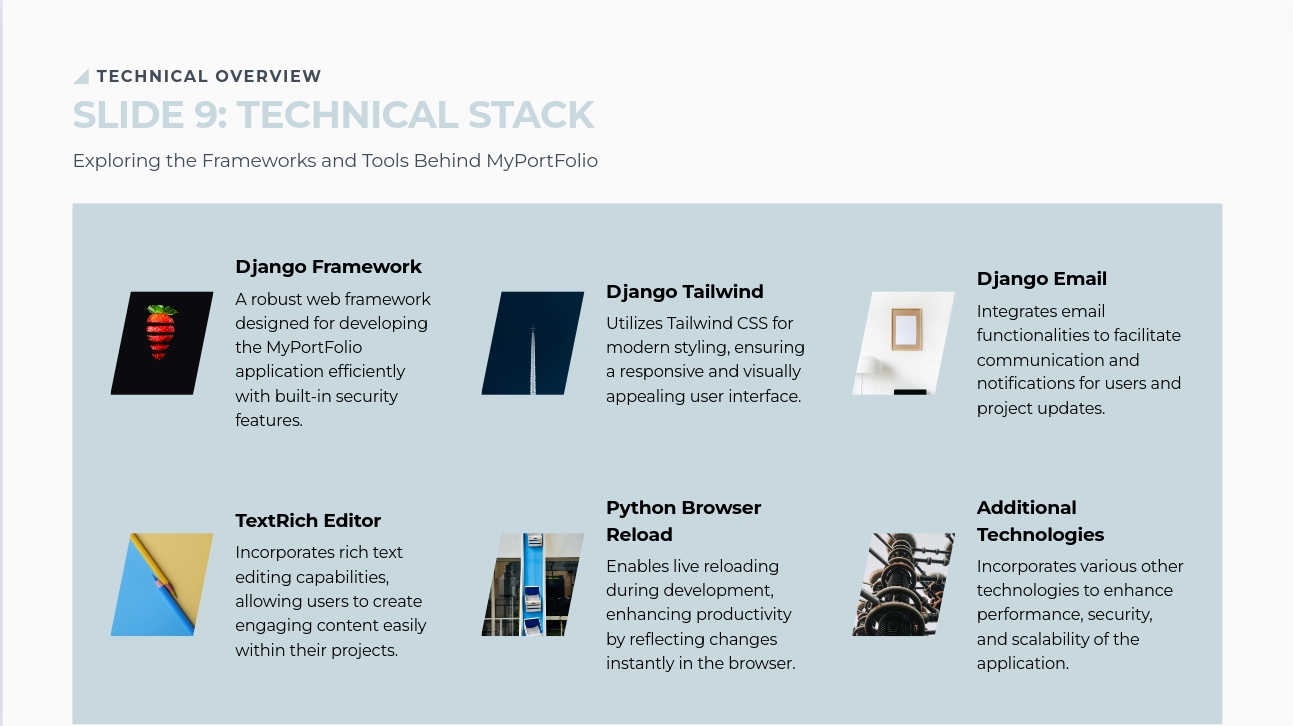 TECHNICAL OVERVIEW
SLIDE 9: TECHNICAL STACK
Exploring the Frameworks and Tools Behind MyPortFolio
Django Framework
A robust web framework
designed for developing
the MyPortFolio
application efficiently
with built-in security
features.
Django Tailwind
Utilizes Tailwind CSS for
modern styling, ensuring
a responsive and visually
appealing user interface.
Django Email
Integrates email
functionalities to facilitate
communication and
notifications for users and
project updates.
TextRich Editor
Incorporates rich text
editing capabilities,
allowing users to create
engaging content easily
within their projects.
Python Browser
Reload
Enables live reloading
during development,
enhancing productivity
by reflecting changes
instantly in the browser.
Additional
Technologies
Incorporates various other
technologies to enhance
performance, security,
and scalability of the
application.